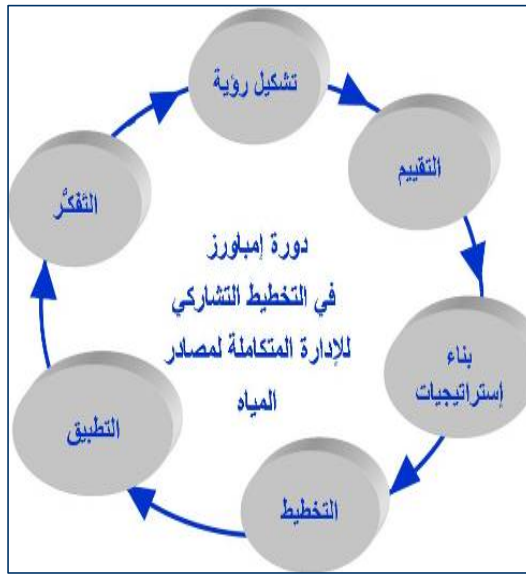 تشكيل رؤية
التقييم
بناء
إستراتيجيات
التخطيط
التطبيق
التفكُّر
دورة إمباورز
في التخطيط التشاركي
للإدارة المتكاملة لمصادر
المياه